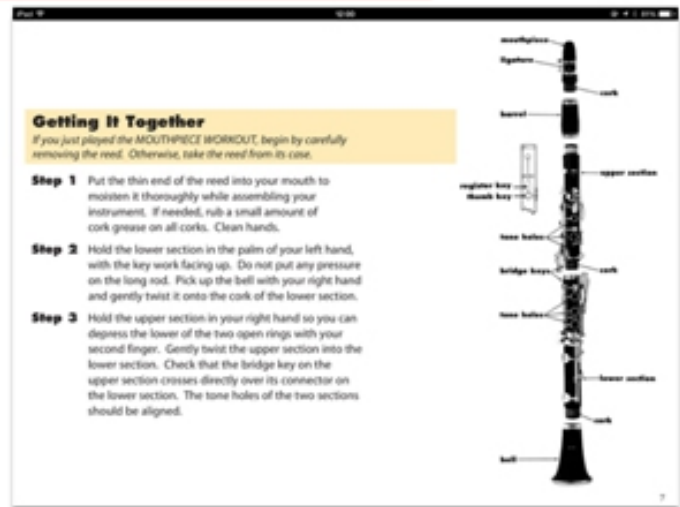 iPad
12:00
Getting It Together
If you just played the MOUTHPIECE WORKOUT, begin by carefully
removing the reed. Otherwise, take the reed from its case.
Step 1 Put the thin end of the reed into your mouth to
moisten it thoroughly while assembling your
instrument. If needed, rub a small amount of
cork grease on all corks. Clean hands.
Step 2 Hold the lower section in the palm of your left hand,
with the key work facing up. Do not put any pressure
on the long rod. Pick up the bell with your right hand
and gently twist it onto the cork of the lower section.
Step 3 Hold the upper section in your right hand so you can
depress the lower of the two open rings with your
second finger. Gently twist the upper section into the
lower section. Check that the bridge key on the
upper section crosses directly over its connector on
the lower section. The tone holes of the two sections
should be aligned.
mouthpiece
ligature
cork
barrel
upper section
register key
thumb key
tone holes
bridge keys
cork
tone holes
lower section
cork
bell
7